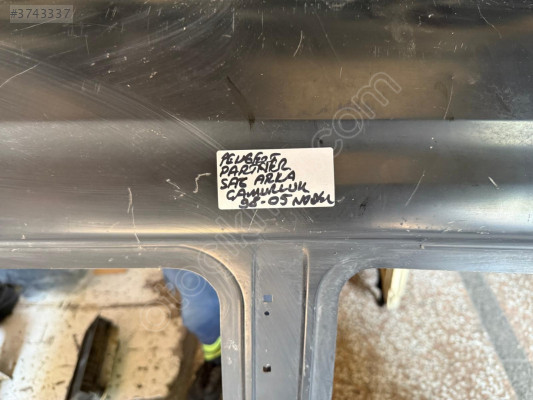 #3743337
PEUGEOT
PARTNER
SAĞ ARKA
ÇAMURLUK
98-05 MODEL